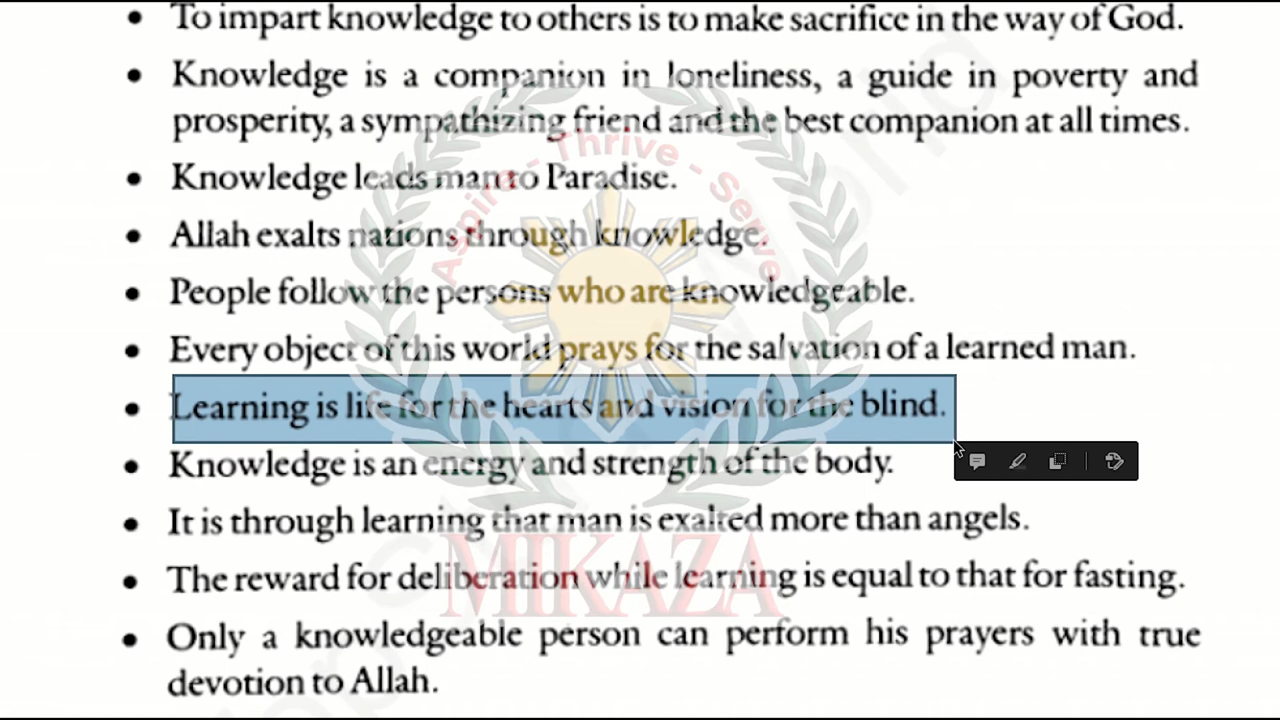 • To impart knowledge to others is to make sacrifice in the way of God.
• Knowledge is a companion in loneliness, a guide in poverty and
prosperity, a sympathizing friend and the best companion at all times.
• Knowledge leads man to Paradise.
• Allah exalts nations through knowledge.
• People follow the persons who are knowledgeable.
• Every object of this world prays for the salvation of a learned man.
• Learning is life for the hearts and vision for the blind.
• Knowledge is an energy and strength of the body.
• It is through learning that man is exalted more than angels.
• The reward for deliberation while learning is equal to that for fasting.
• Only a knowledgeable person can perform his prayers with true
devotion to Allah.
Aspire - Thrive - Serve
MIKAZA